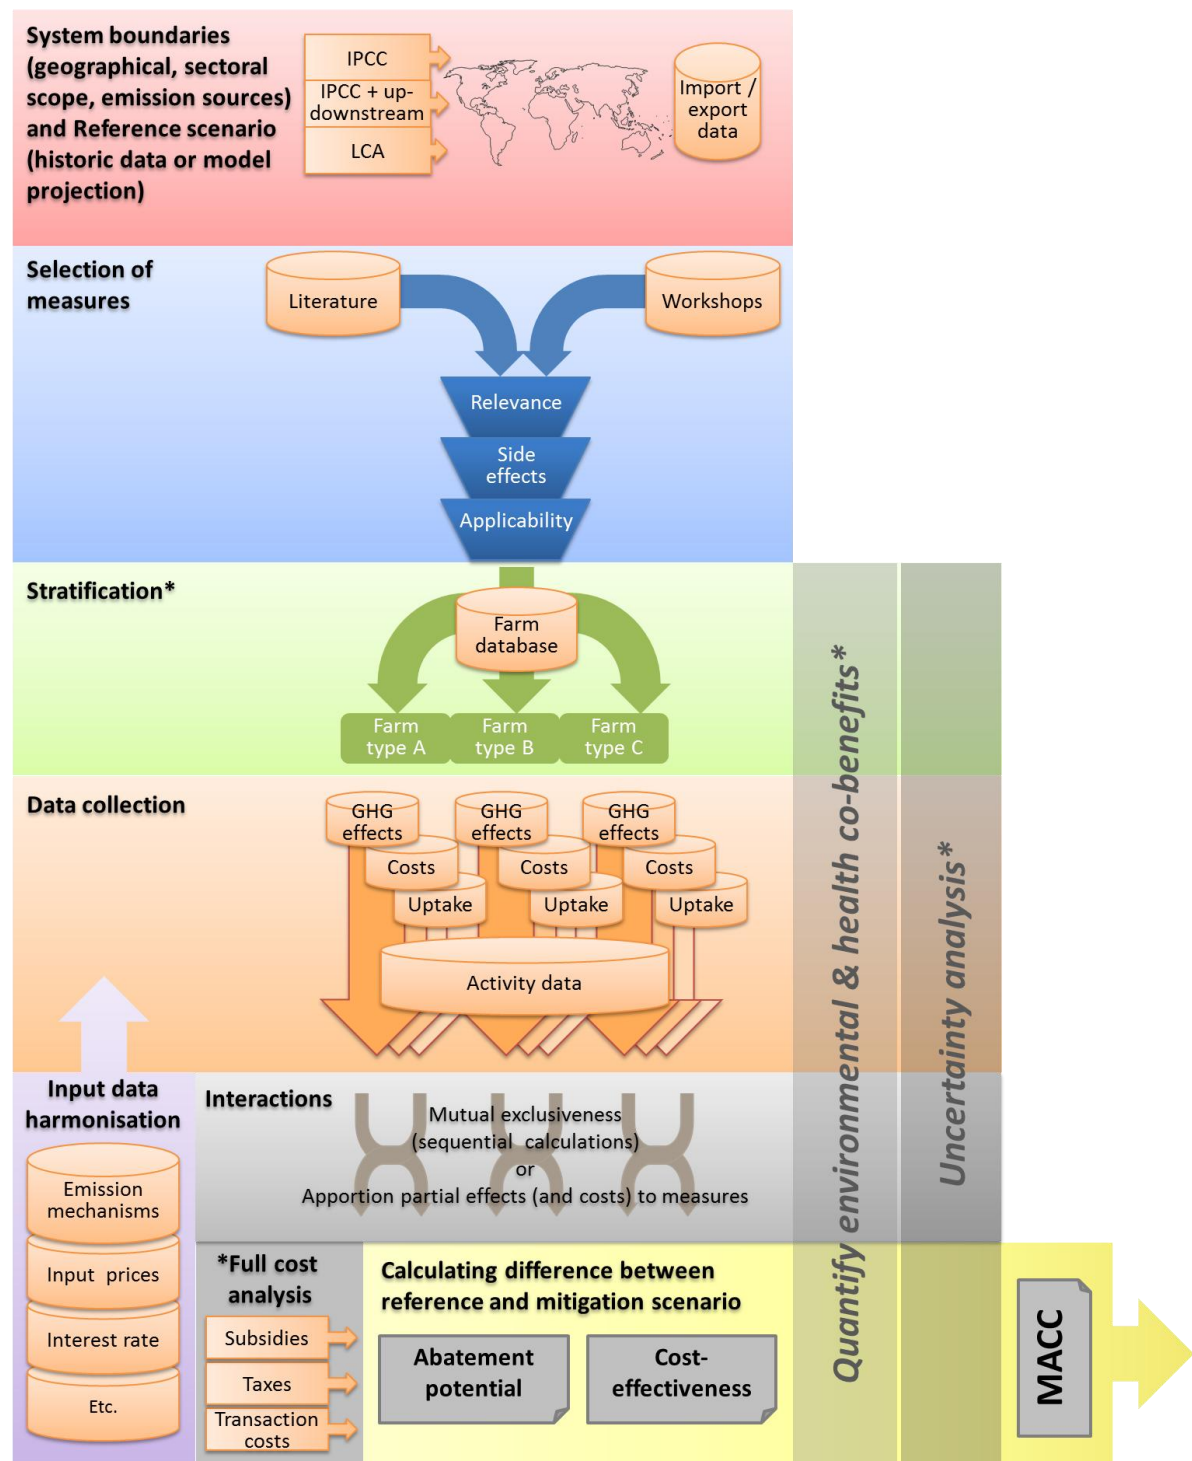 System boundaries
(geographical, sectoral
scope, emission sources)
and Reference scenario
(historic data or model
projection)
IPCC
IPCC + up-
downstream
LCA
Import /
export
data
Selection of
measures
Literature
Workshops
Relevance
Side
effects
Applicability
Stratification*
Farm
database
Farm
type A
Farm
type B
Farm
type C
Data collection
GHG
effects
Costs
Uptake
GHG
effects
Costs
Uptake
GHG
effects
Costs
Uptake
Activity data
Input data
harmonisation
Emission
mechanisms
Input prices
Interest rate
Etc.
Interactions
Mutual exclusiveness
(sequential calculations)
or
Apportion partial effects (and costs) to measures
*Full cost
analysis
Subsidies
Taxes
Transaction
costs
Calculating difference between
reference and mitigation scenario
Abatement
potential
Cost-
effectiveness
Quantify environmental & health co-benefits*
Uncertainty analysis*
MACC